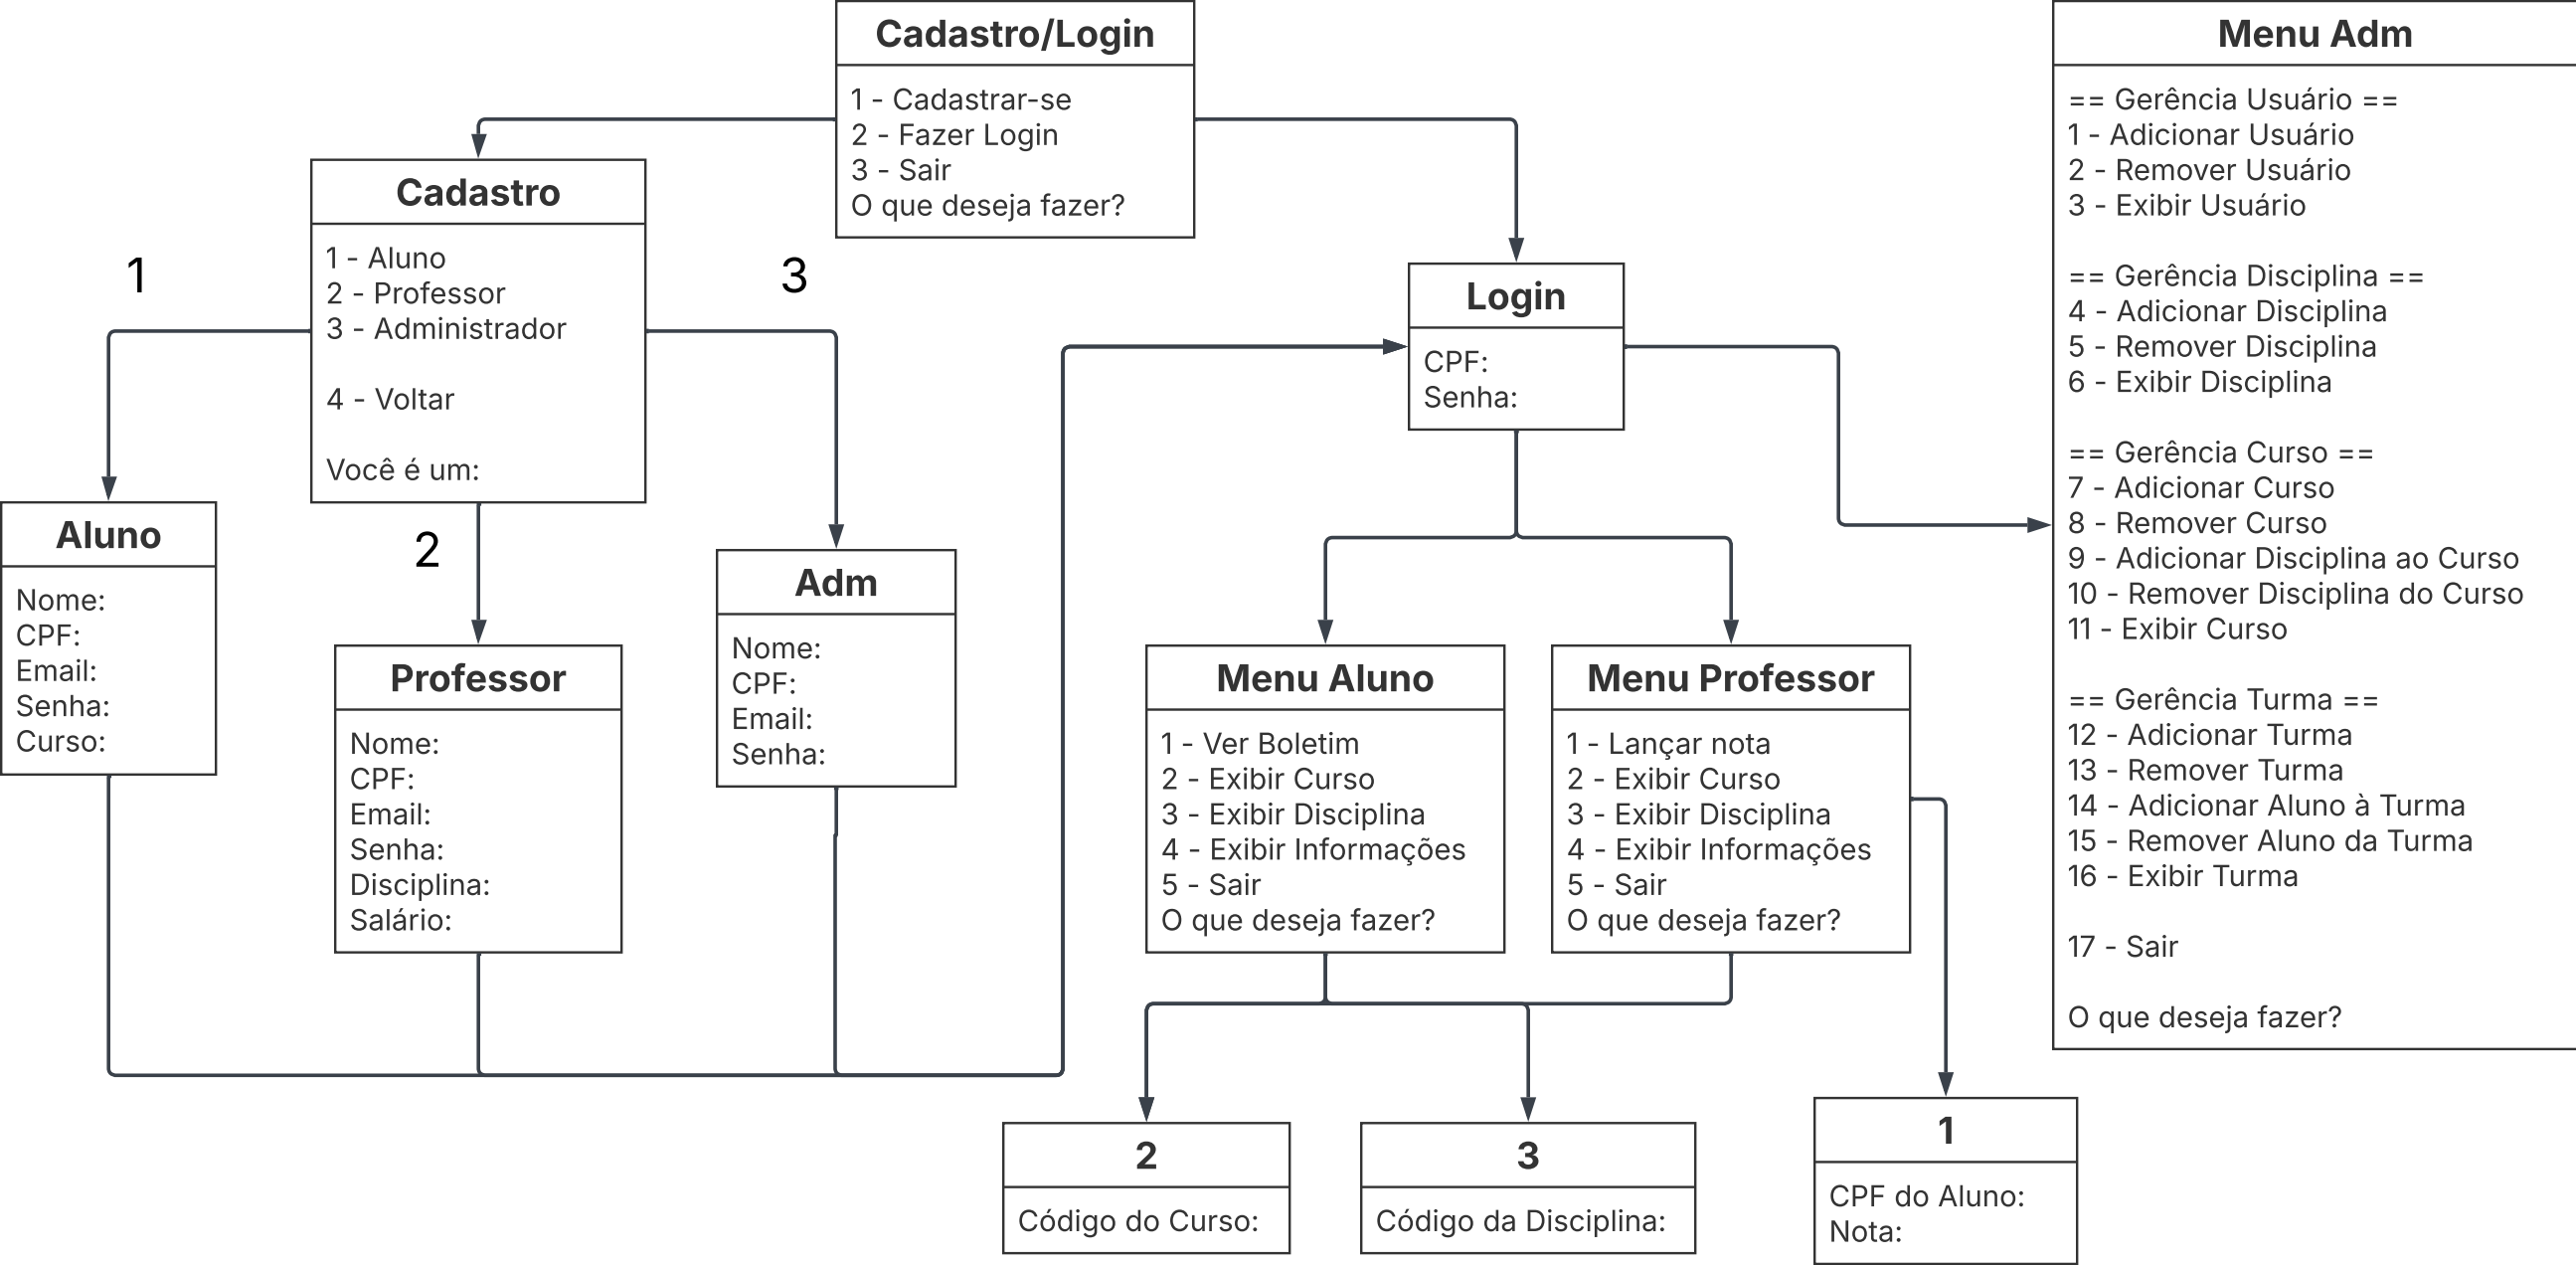 Cadastro/Login
1 - Cadastrar-se
2 - Fazer Login
3 - Sair
O que deseja fazer?
Cadastro
1 - Aluno
2 - Professor
3 - Administrador
4 - Voltar
Você é um:
1
2
3
Aluno
Nome:
CPF:
Email:
Senha:
Curso:
Professor
Nome:
CPF:
Email:
Senha:
Disciplina:
Salário:
Adm
Nome:
CPF:
Email:
Senha:
Login
CPF:
Senha:
Menu Aluno
1 - Ver Boletim
2 - Exibir Curso
3 - Exibir Disciplina
4 - Exibir Informações
5 - Sair
O que deseja fazer?
Menu Professor
1 - Lançar nota
2 - Exibir Curso
3 - Exibir Disciplina
4 - Exibir Informações
5 - Sair
O que deseja fazer?
2
Código do Curso:
3
Código da Disciplina:
1
CPF do Aluno:
Nota:
Menu Adm
== Gerência Usuário ==
1 - Adicionar Usuário
2 - Remover Usuário
3 - Exibir Usuário
== Gerência Disciplina ==
4 - Adicionar Disciplina
5 - Remover Disciplina
6 - Exibir Disciplina
== Gerência Curso ==
7 - Adicionar Curso
8 - Remover Curso
9 - Adicionar Disciplina ao Curso
10 - Remover Disciplina do Curso
11 - Exibir Curso
== Gerência Turma ==
12 - Adicionar Turma
13 - Remover Turma
14 - Adicionar Aluno à Turma
15 - Remover Aluno da Turma
16 - Exibir Turma
17 - Sair
O que deseja fazer?